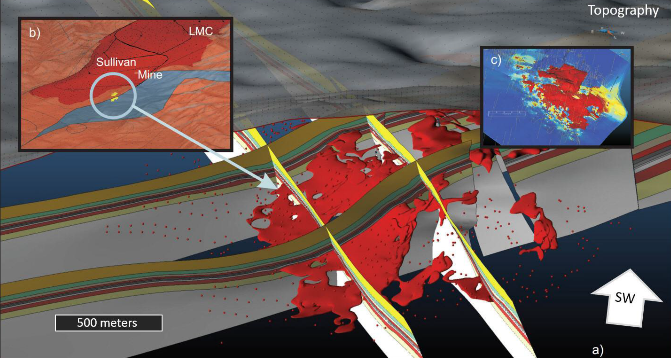 Topography
b)
LMC
Sullivan
Mine
c)
500 meters
SW
a)